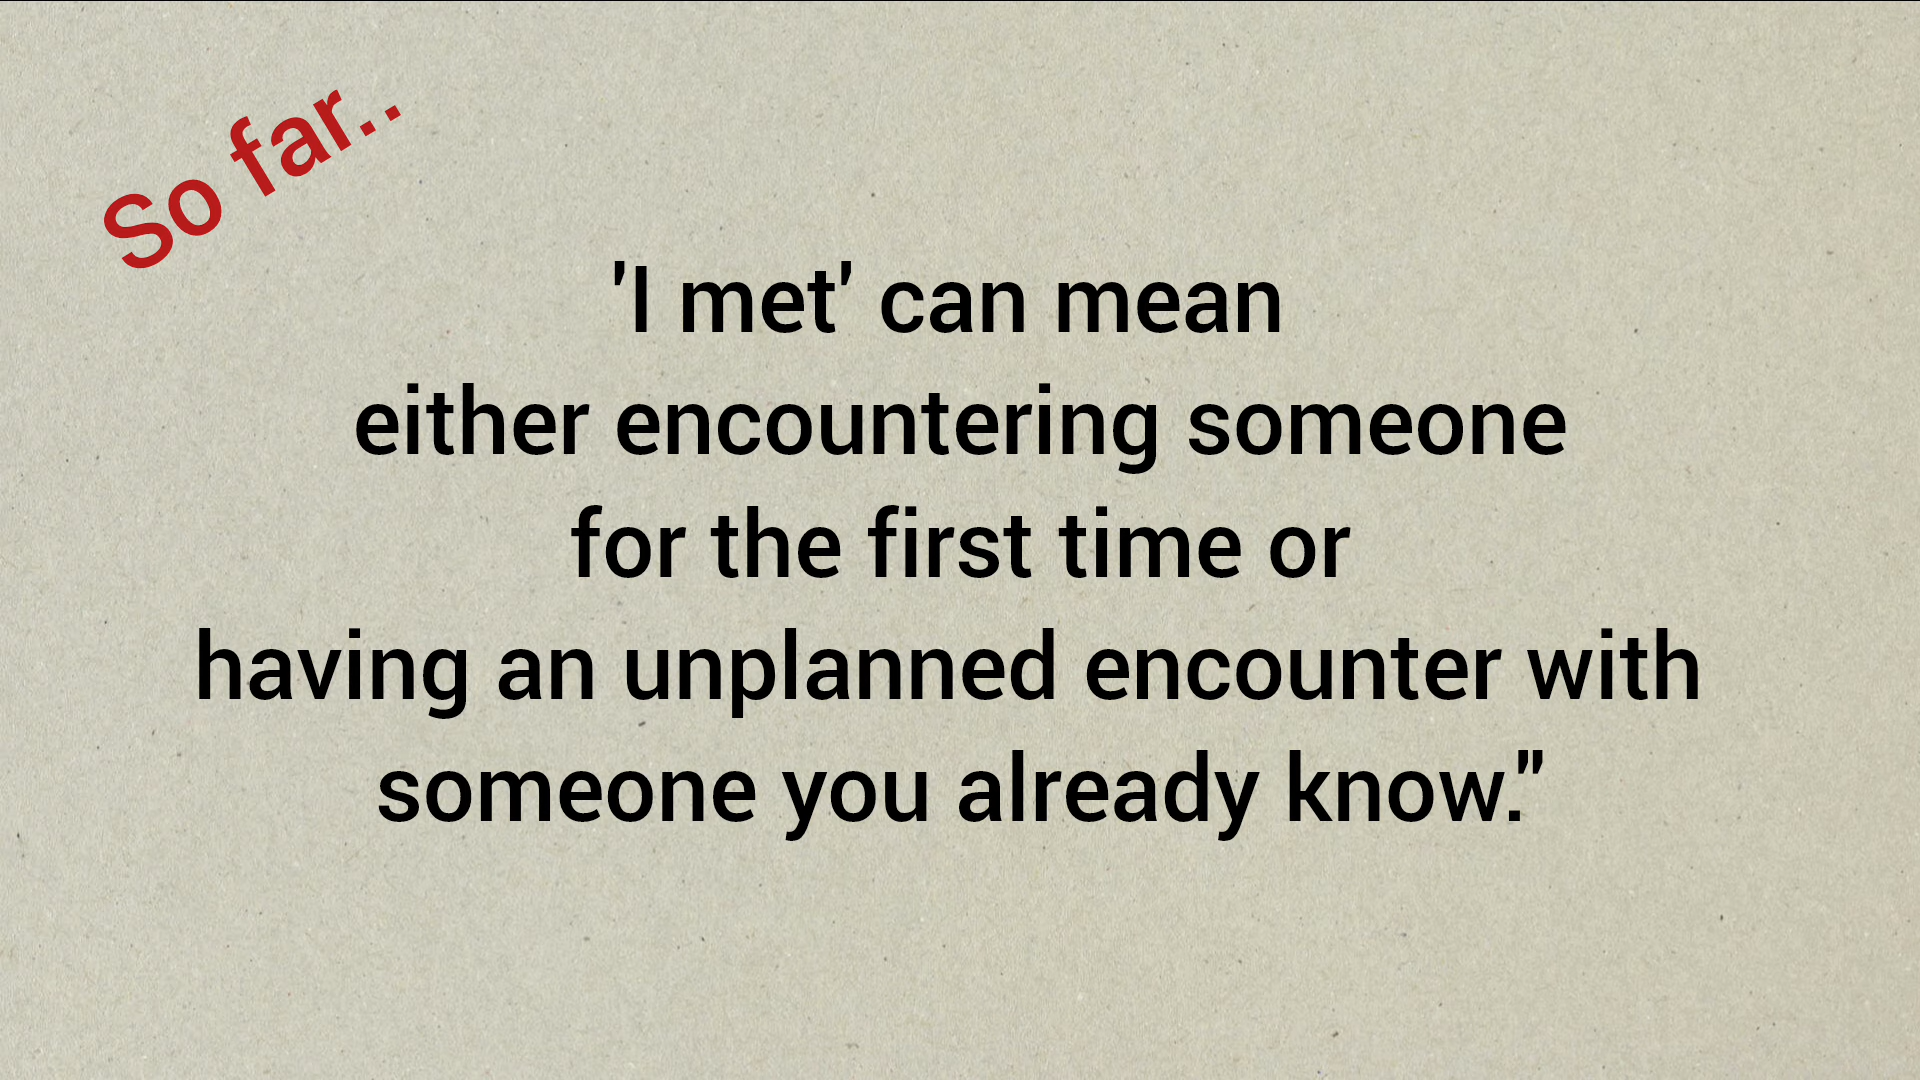 So far..
'I met' can mean
either encountering someone
for the first time or
having an unplanned encounter with
someone you already know."